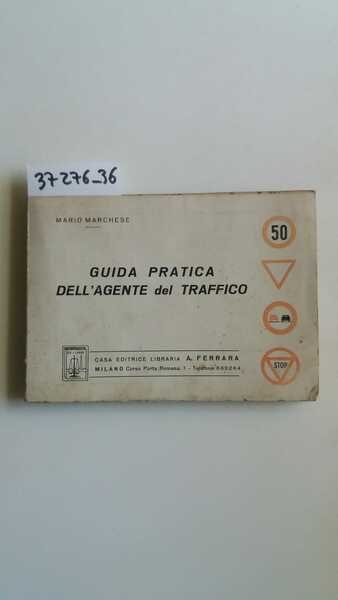 37276_36
MARIO MARCHESE
50
GUIDA PRATICA
DELL'AGENTE del TRAFFICO
STOP
CASA EDITRICE LIBRARIA A. FERRARA
MILANO Corso Porta Romana, 1 - Telefono